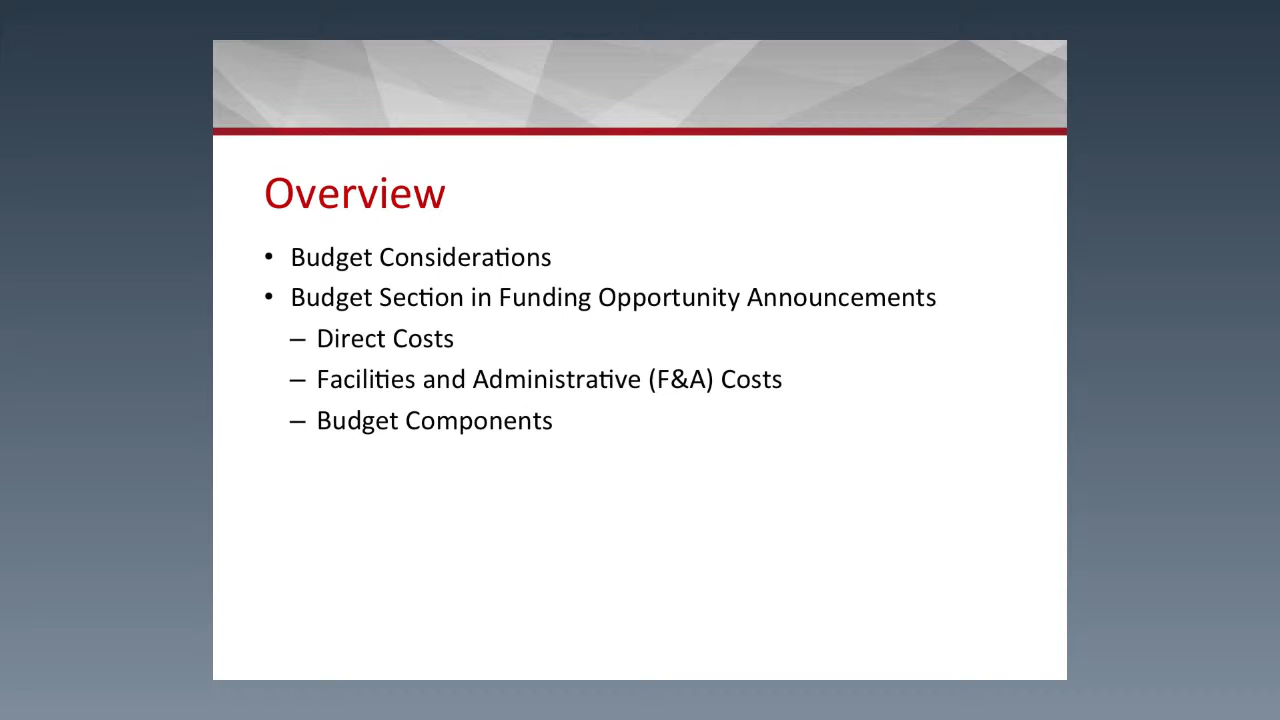 Overview
• Budget Considerations
• Budget Section in Funding Opportunity Announcements
– Direct Costs
– Facilities and Administrative (F&A) Costs
– Budget Components